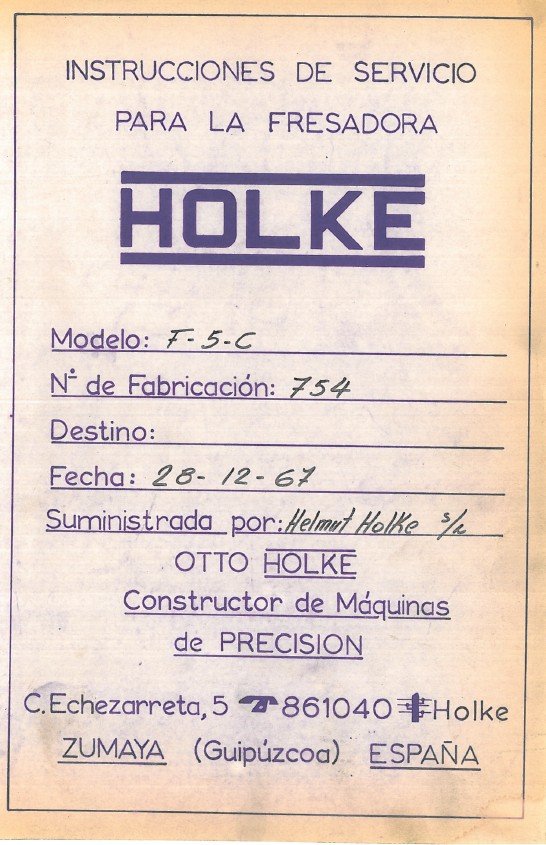 INSTRUCCIONES DE SERVICIO
PARA LA FRESADORA
HOLKE
Modelo: F-5-C
Nº de Fabricación: 754
Destino:
Fecha: 28-12-67
Suministrada por: Helmut Holke
OTTO HOLKE
Constructor de Máquinas
de PRECISION
C. Echezarreta, 5 ☎ 861040 Holke
ZUMAYA (Guipúzcoa) ESPAÑA